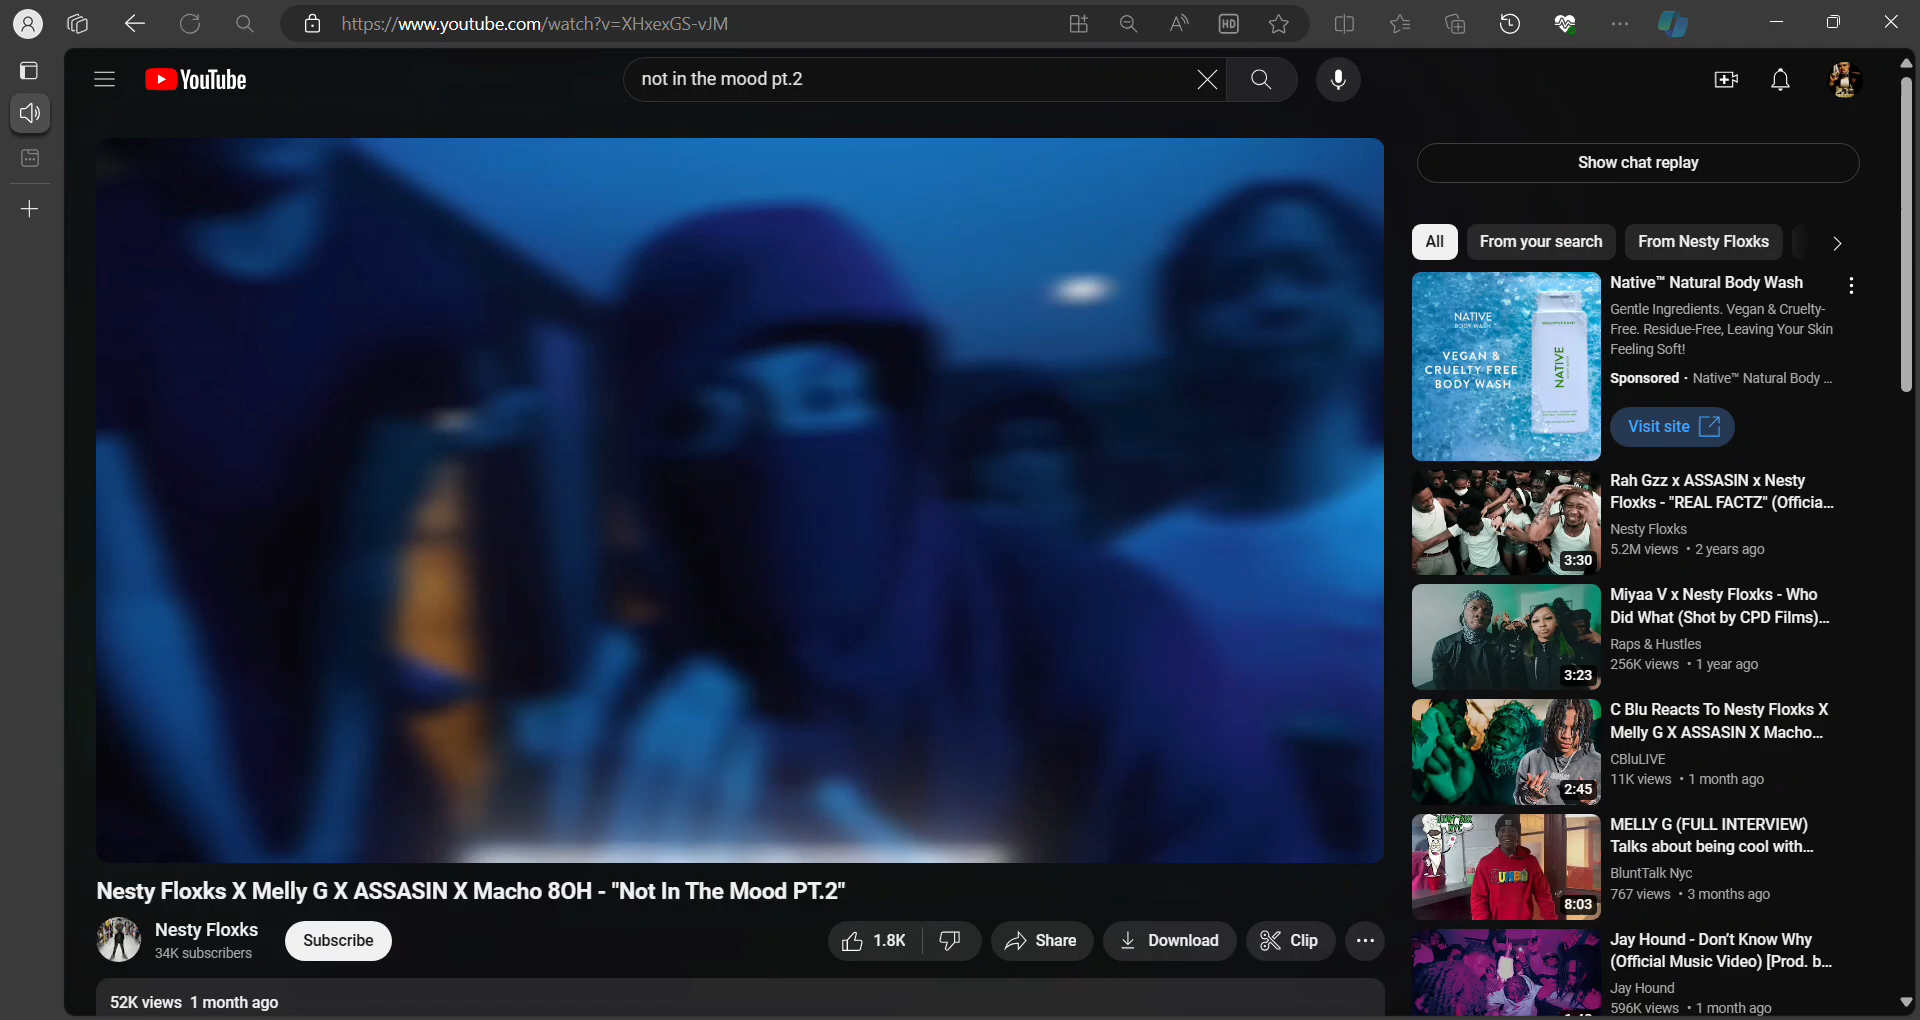 https://www.youtube.com/watch?v=XHxexGS-vJM
HD
YouTube
not in the mood pt.2
Show chat replay
All
From your search
From Nesty Floxks
NATIVE
BODY WASH
VEGAN &
CRUELTY FREE
BODY WASH
NATIVE
Native™ Natural Body Wash
Gentle Ingredients. Vegan & Cruelty-
Free. Residue-Free, Leaving Your Skin
Feeling Soft!
Sponsored · Native™ Natural Body ...
Visit site
3:30
Rah Gzz x ASSASIN x Nesty
Floxks - "REAL FACTZ" (Officia...
Nesty Floxks
5.2M views • 2 years ago
3:23
Miyaa V x Nesty Floxks - Who
Did What (Shot by CPD Films)...
Raps & Hustles
256K views • 1 year ago
2:45
C Blu Reacts To Nesty Floxks X
Melly G X ASSASIN X Macho...
CBluLIVE
11K views • 1 month ago
8:03
MELLY G (FULL INTERVIEW)
Talks about being cool with...
BluntTalk Nyc
767 views • 3 months ago
Jay Hound - Don't Know Why
(Official Music Video) [Prod. b...
Jay Hound
596K views • 1 month ago
Nesty Floxks X Melly G X ASSASIN X Macho 8OH - "Not In The Mood PT.2"
Nesty Floxks
34K subscribers
Subscribe
1.8K
Share
Download
Clip
52K views 1 month ago